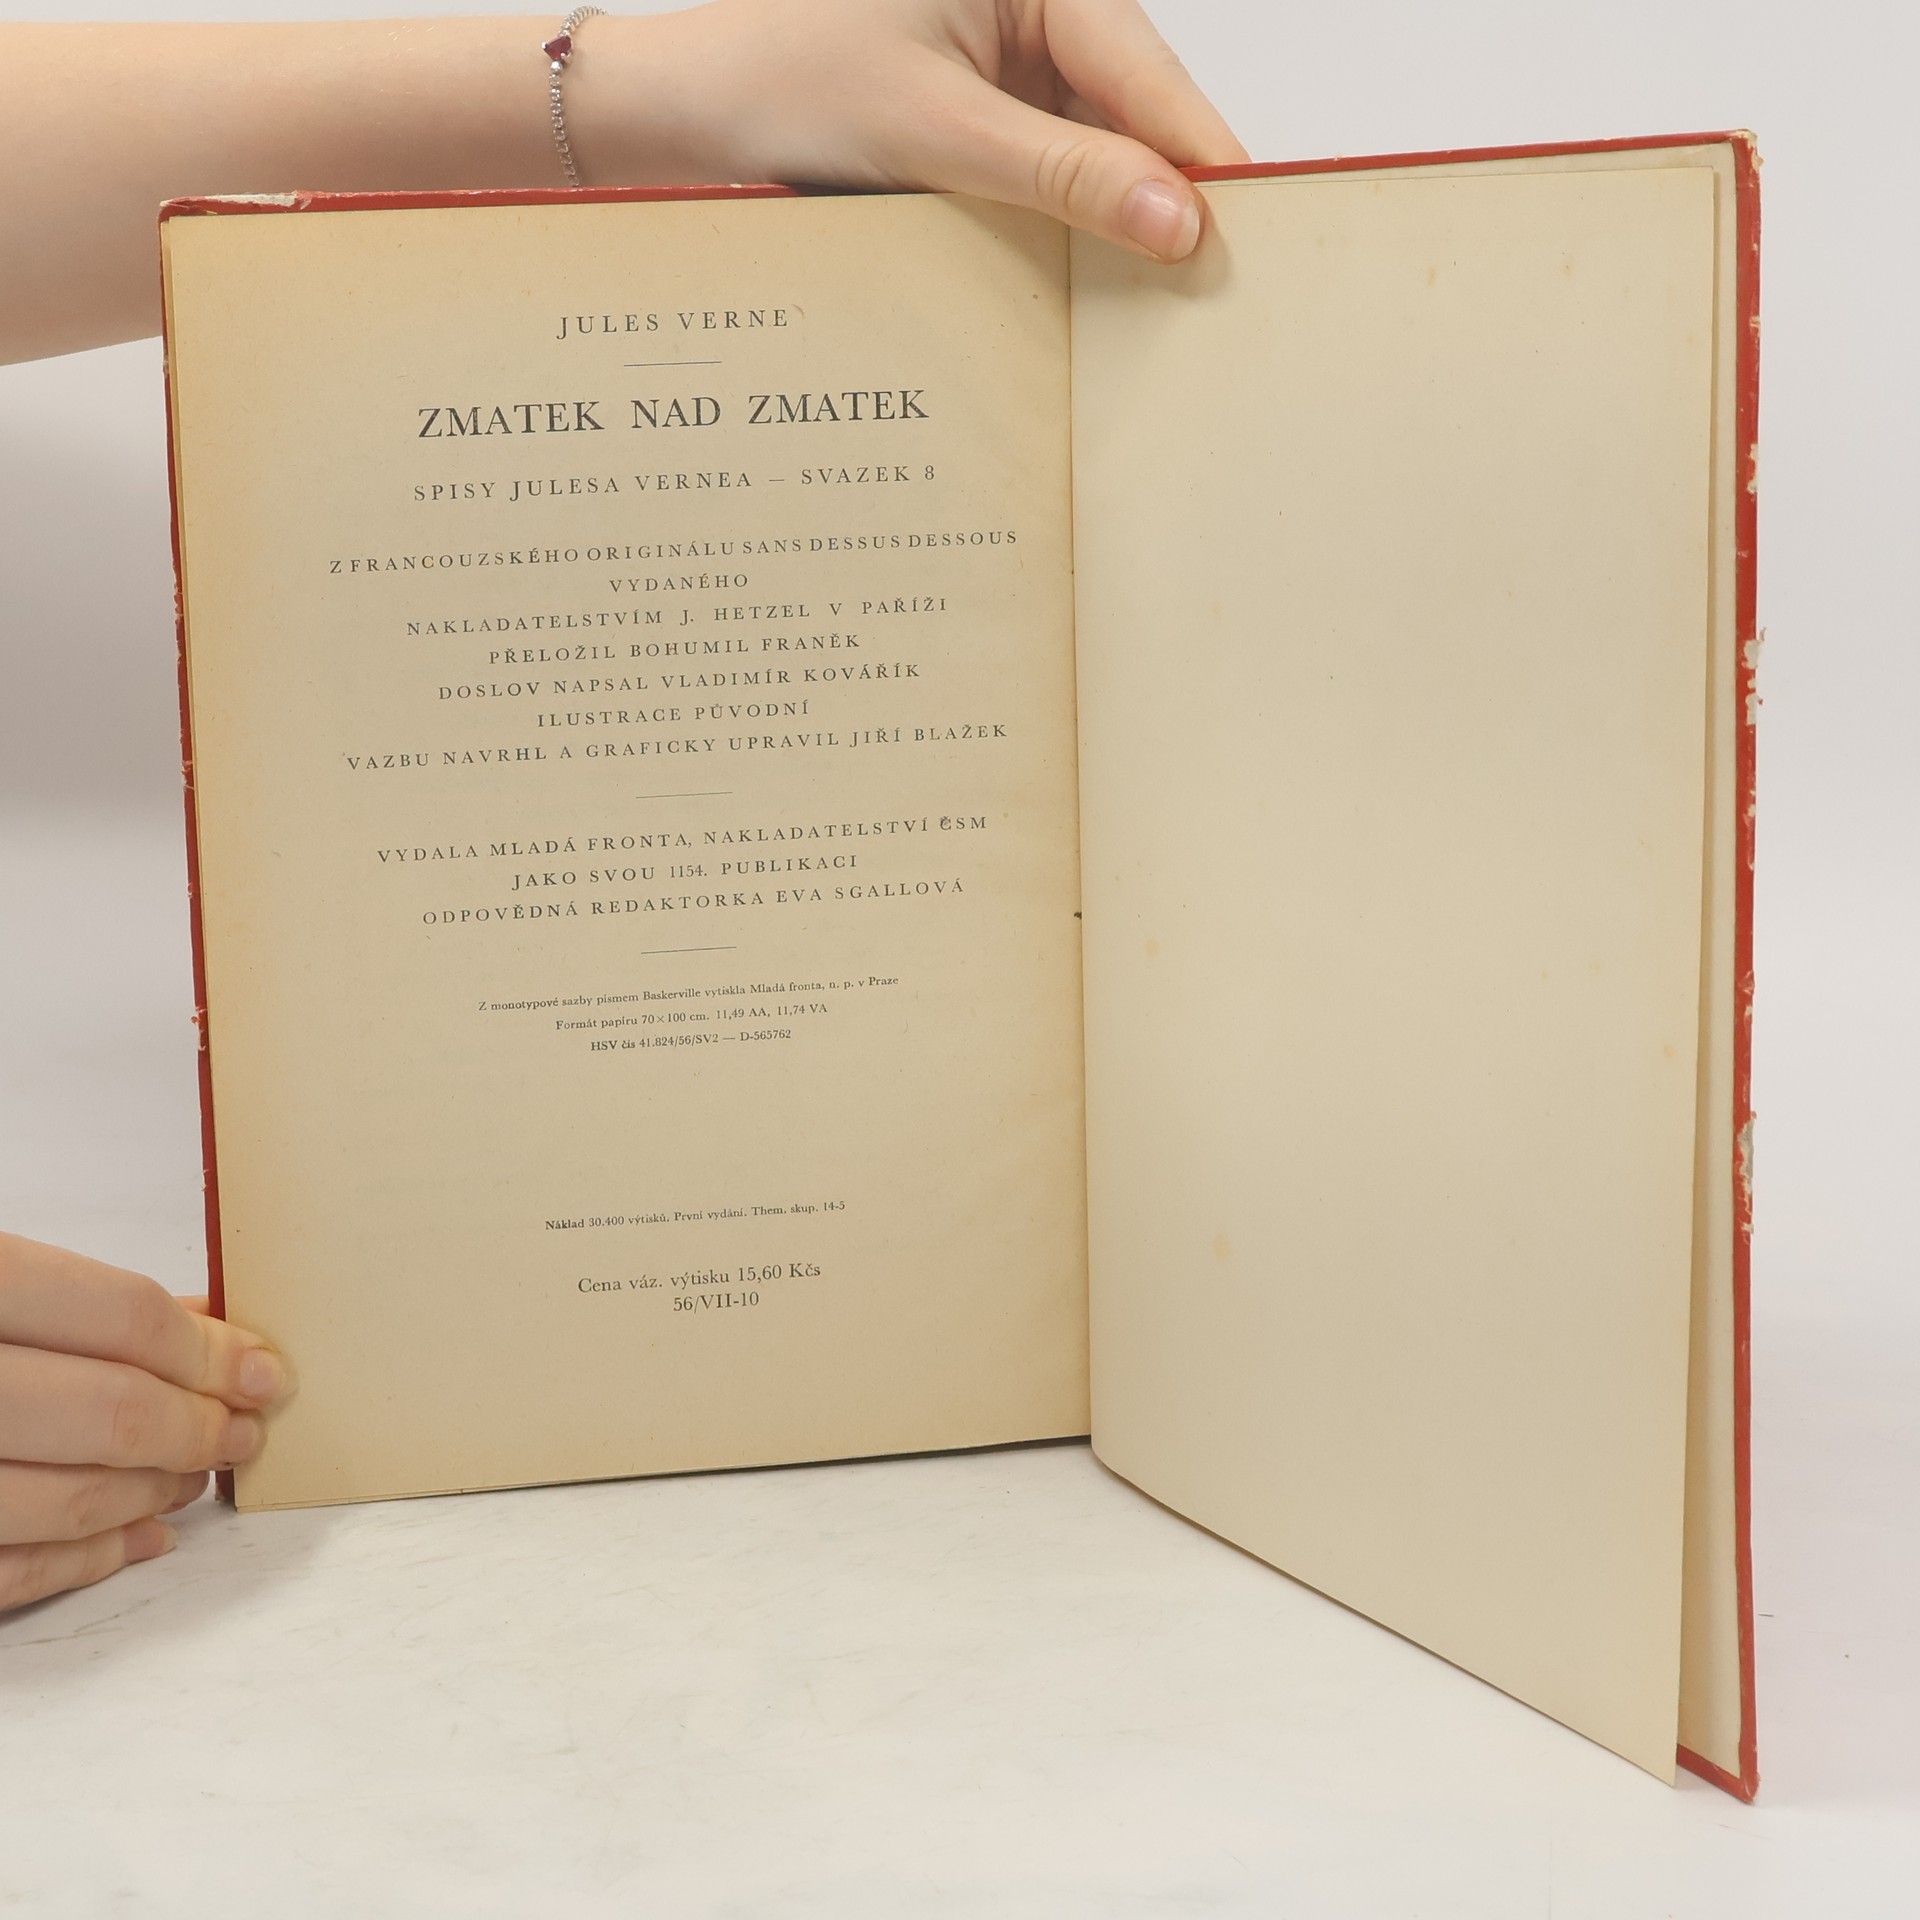 JULES VERNE
ZMATEK NAD ZMATEK
SPISY JULESA VERNEA — SVAZEK 8
Z FRANCOUZSKÉHO ORIGINÁLU SANS DESSUS DESSOUS
VYDANÉHO
NAKLADATELSTVÍM J. HETZEL V PAŘÍŽI
PŘELOŽIL BOHUMIL FRANĚK
DOSLOV NAPSAL VLADIMÍR KOVÁŘÍK
ILUSTRACE PŮVODNÍ
VAZBU NAVRHL A GRAFICKY UPRAVIL JIŘÍ BLAŽEK
VYDALA MLADÁ FRONTA, NAKLADATELSTVÍ ČSM
JAKO SVOU 1154. PUBLIKACI
ODPOVĚDNÁ REDAKTORKA EVA SGALLOVÁ
Z monotypové sazby písmem Baskerville vytiskla Mladá fronta, n. p. v Praze
Formát papíru 70×100 cm. 11,49 AA, 11,74 VA
HSV čís 41.824/56/SV2 — D-565762
Náklad 30.400 výtisků. První vydání. Them. skup. 14-5
Cena váz. výtisku 15,60 Kčs
56/VII-10